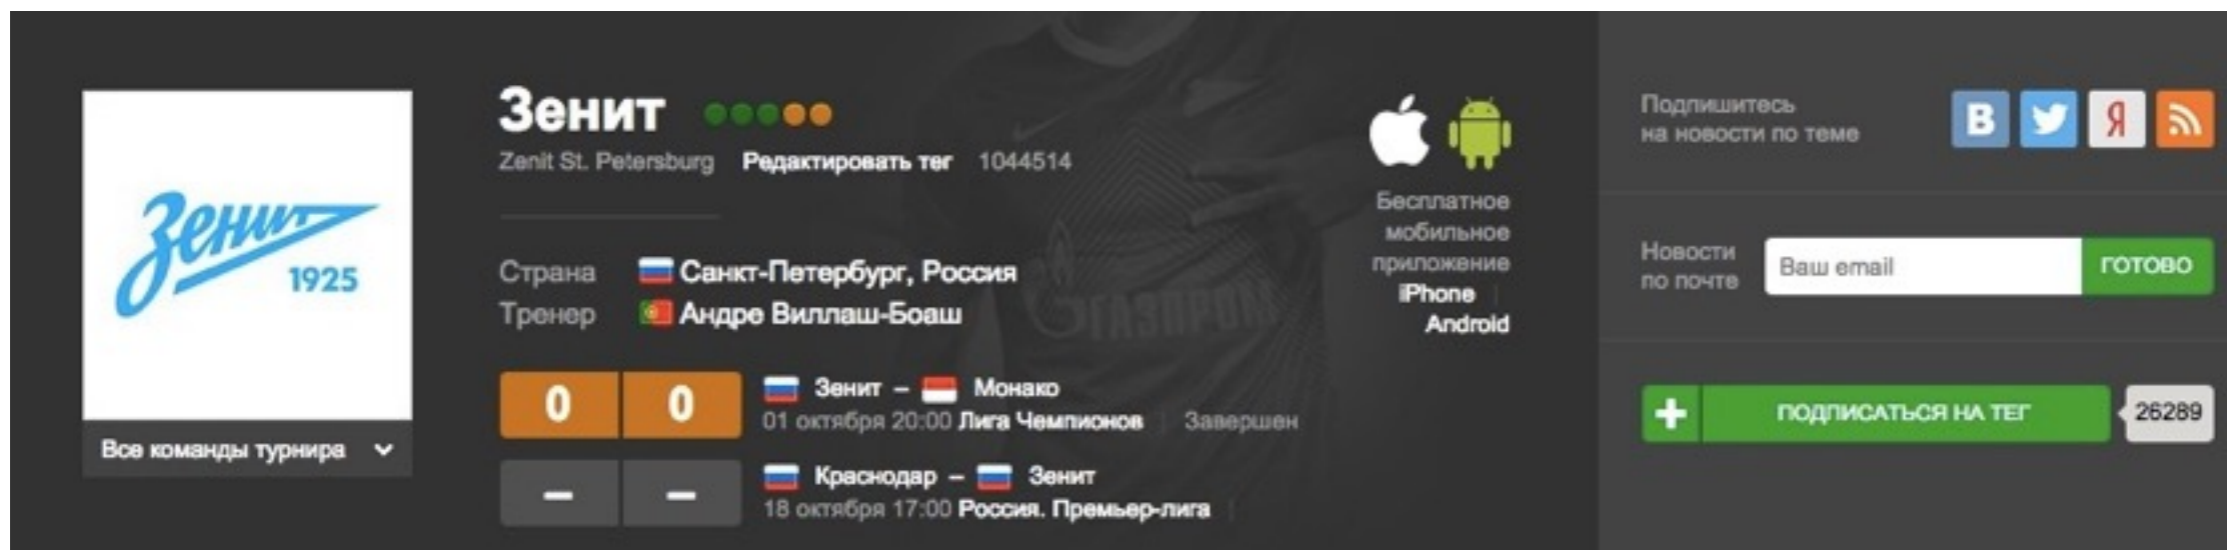 Зенит
1925
Все команды турнира
Зенит
Zenit St. Petersburg Редактировать тег 1044514
Страна Санкт-Петербург, Россия
Тренер Андре Виллаш-Боаш
0 0 Зенит – Монако
01 октября 20:00 Лига Чемпионов | Завершен
– – Краснодар – Зенит
18 октября 17:00 Россия. Премьер-лига |
ГАЗПРОМ
Бесплатное
мобильное
приложение
iPhone |
Android
Подпишитесь
на новости по теме
В Я
Новости
по почте
Ваш email ГОТОВО
+ ПОДПИСАТЬСЯ НА ТЕГ 26289